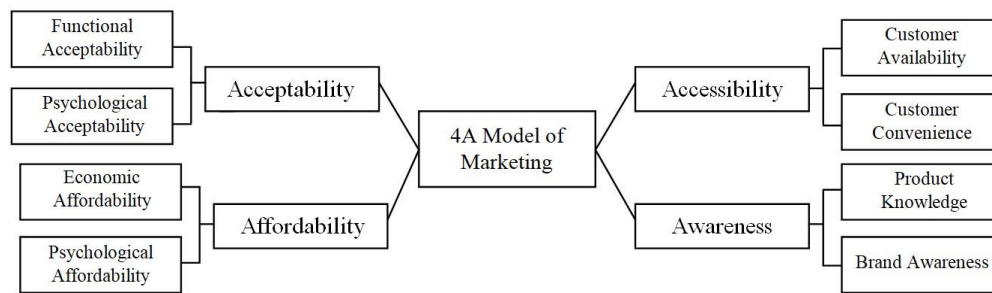 Functional
Acceptability
Psychological
Acceptability
Acceptability
Economic
Affordability
Psychological
Affordability
Affordability
4A Model of
Marketing
Accessibility
Customer
Availability
Customer
Convenience
Awareness
Product
Knowledge
Brand Awareness